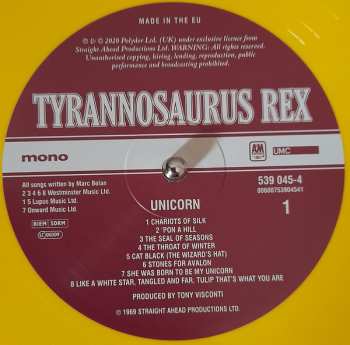 MADE IN THE EU
℗ & © 2020 Polydor Ltd. (UK) under exclusive licence from
Straight Ahead Productions Ltd. WARNING: All rights reserved.
Unauthorised copying, hiring, lending, reproduction, public
performance and broadcasting prohibited.
TYRANNOSAURUS REX
mono
A&M
UMC
All songs written by Marc Bolan
2 3 4 6 8 Westminster Music Ltd.
1 5 Lupus Music Ltd.
7 Onward Music Ltd.
BIEM SDRM
539 045-4
00600753904541
UNICORN
1
1 CHARIOTS OF SILK
2 'PON A HILL
3 THE SEAL OF SEASONS
4 THE THROAT OF WINTER
5 CAT BLACK (THE WIZARD'S HAT)
6 STONES FOR AVALON
7 SHE WAS BORN TO BE MY UNICORN
8 LIKE A WHITE STAR, TANGLED AND FAR, TULIP THAT'S WHAT YOU ARE
PRODUCED BY TONY VISCONTI
© 1969 STRAIGHT AHEAD PRODUCTIONS LTD.